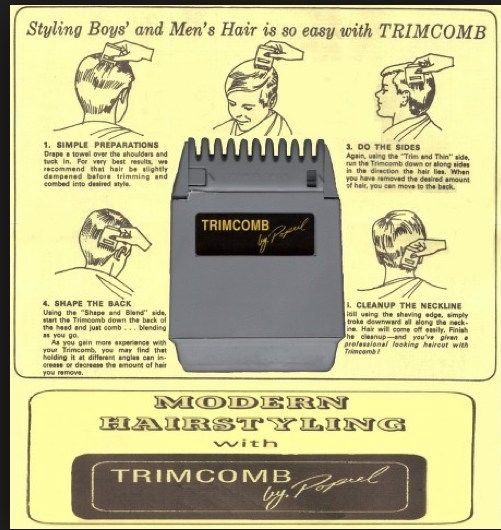 Styling Boys' and Men's Hair is so easy with TRIMCOMB
1. SIMPLE PREPARATIONS
Drape a towel over the shoulders and
tuck in. For very best results, we
recommend that hair be slightly
dampened before trimming and
combed into desired style.
3. DO THE SIDES
Again, using the "Trim and Thin" side,
run the Trimcomb down or along sides
in the direction the hair lies. When
you have removed the desired amount
of hair, you can move to the back.
TRIMCOMB
by. Popeil
4. SHAPE THE BACK
Using the "Shape and Blend" side,
start the Trimcomb down the back of
the head and just comb . . . blending
as you go.
As you gain more experience with
your Trimcomb, you may find that
holding it at different angles can in-
crease or decrease the amount of hair
you remove.
. CLEANUP THE NECKLINE
still using the shaving edge, simply
troke downward all along the neck-
ine. Hair will come off easily. Finish
he cleanup—and you've given a
professional looking haircut with
Trimcomb!
MODERN
HAIRSTYLING
with
TRIMCOMB
by. Popeil